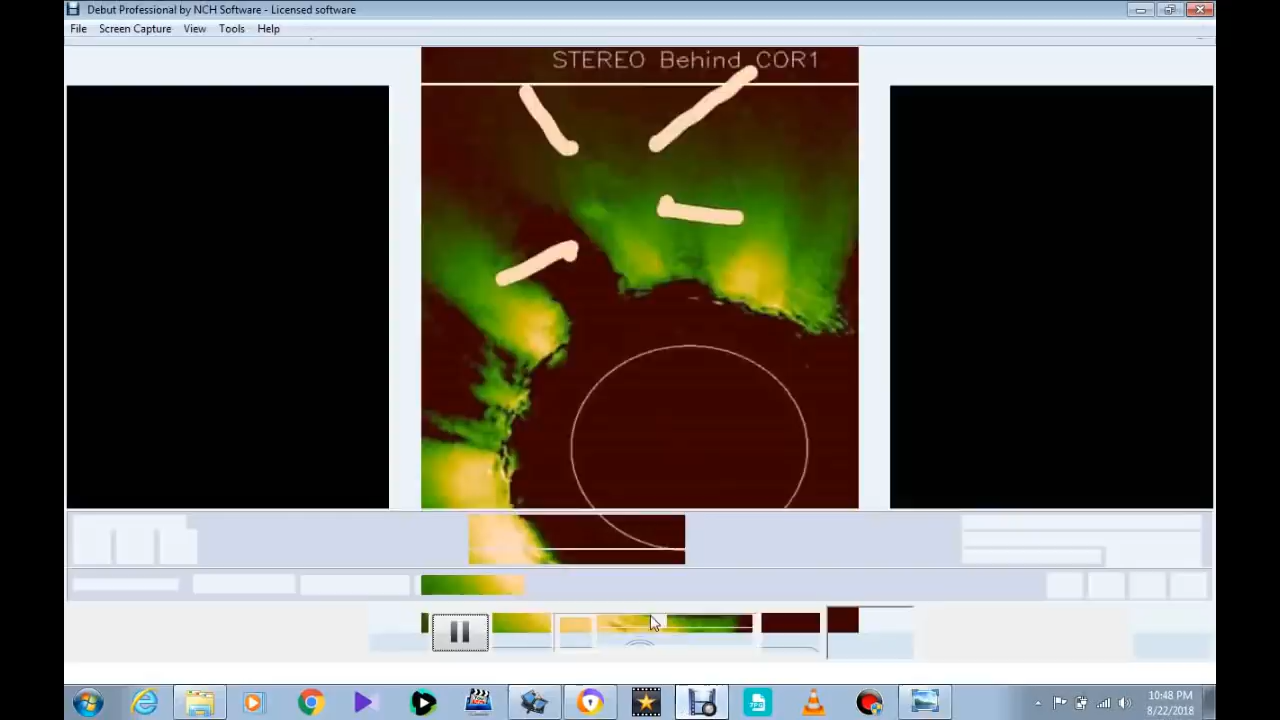 Debut Professional by NCH Software - Licensed software
File Screen Capture View Tools Help
STEREO Behind COR1
10:48 PM
8/22/2018